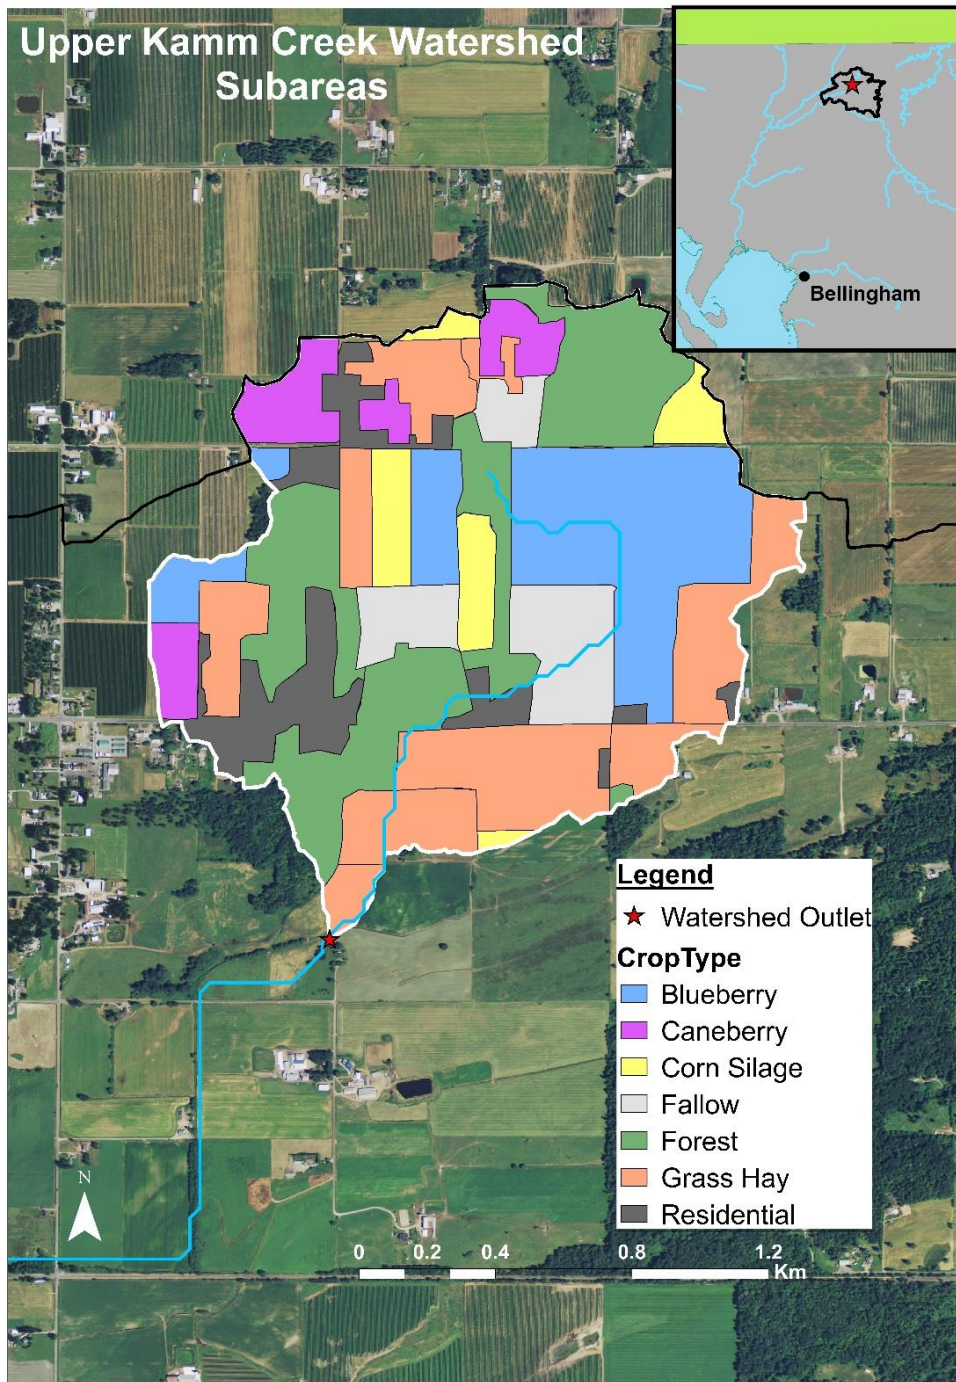 Upper Kamm Creek Watershed
Subareas
Bellingham
Legend
Watershed Outlet
CropType
Blueberry
Caneberry
Corn Silage
Fallow
Forest
Grass Hay
Residential
N
0 0.2 0.4 0.8 1.2
Km